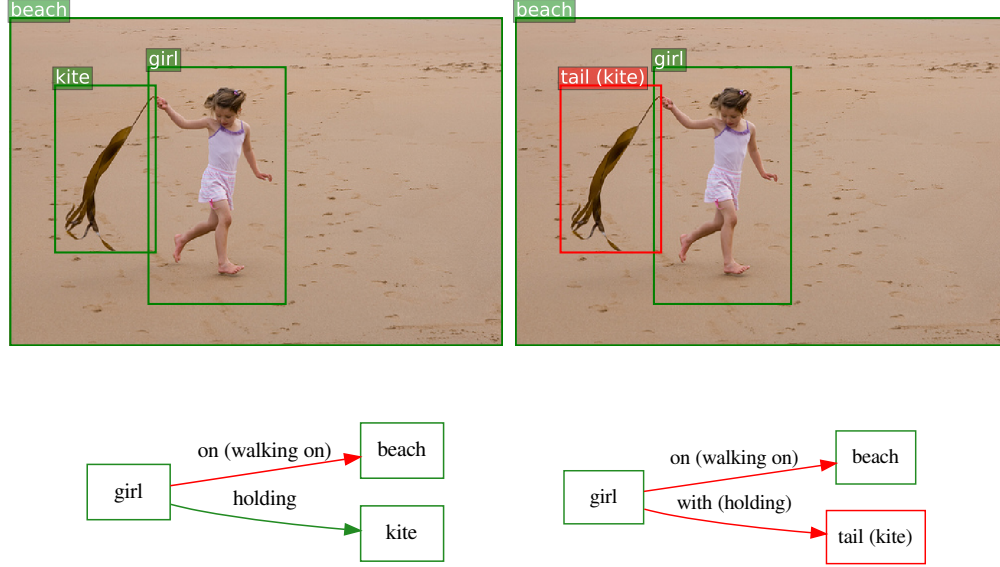 beach
girl
kite
beach
girl
tail (kite)
on (walking on)
beach
girl
holding
kite
on (walking on)
beach
girl
with (holding)
tail (kite)